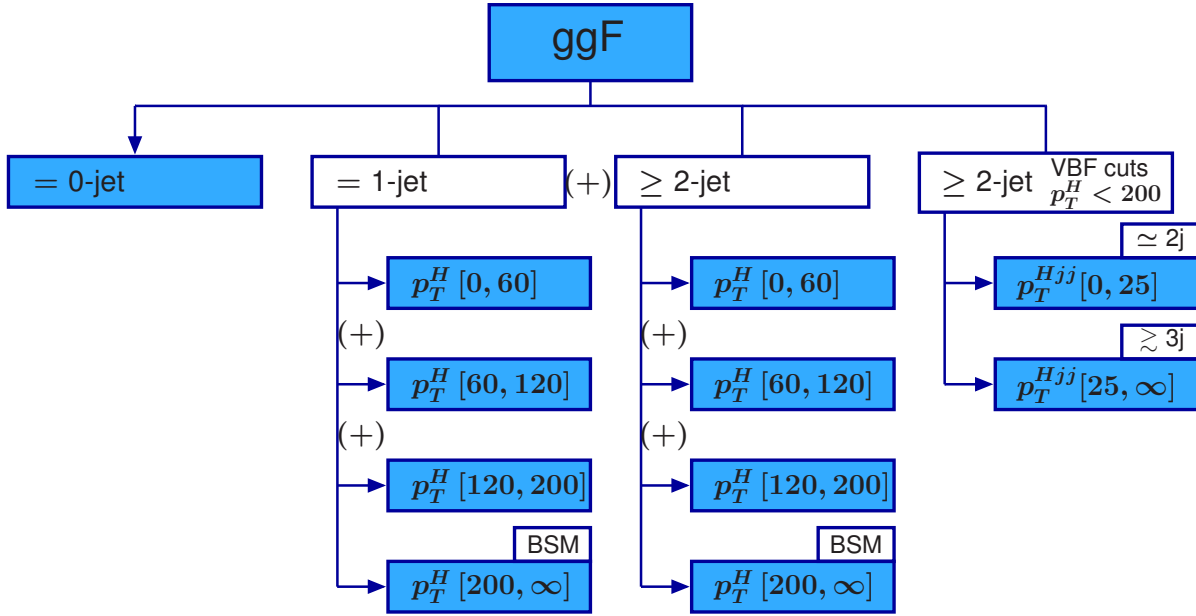 ggF
= 0-jet
= 1-jet
(+)
≥ 2-jet
≥ 2-jet VBF cuts
p_T^H < 200
p_T^H [0, 60]
(+)
p_T^H [60, 120]
(+)
p_T^H [120, 200]
BSM
p_T^H [200, ∞]
p_T^H [0, 60]
(+)
p_T^H [60, 120]
(+)
p_T^H [120, 200]
BSM
p_T^H [200, ∞]
≃ 2j
p_T^{Hjj} [0, 25]
≳ 3j
p_T^{Hjj} [25, ∞]